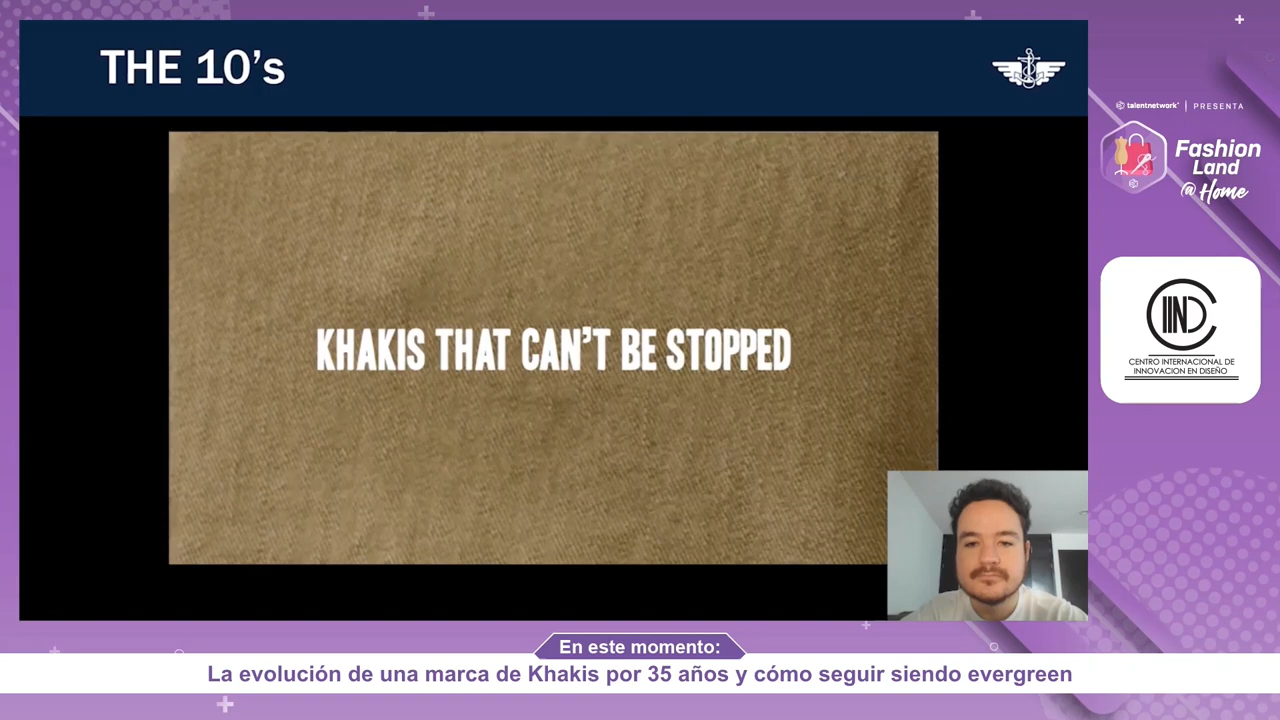 THE 10's
KHAKIS THAT CAN'T BE STOPPED
talentnetwork | PRESENTA
Fashion
Land
@ Home
CIIND
CENTRO INTERNACIONAL DE
INNOVACION EN DISEÑO
En este momento:
La evolución de una marca de Khakis por 35 años y cómo seguir siendo evergreen